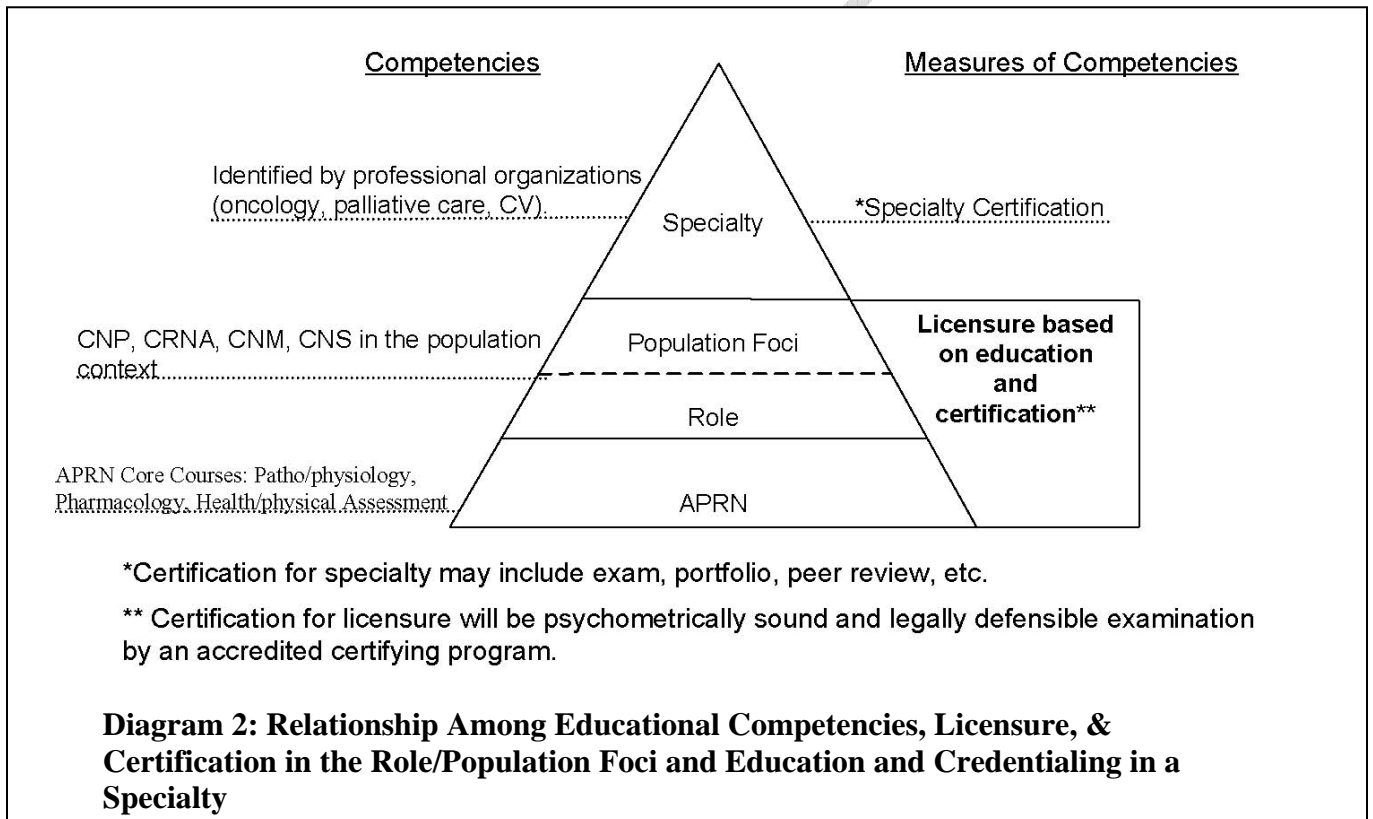 Competencies
Measures of Competencies
Identified by professional organizations
(oncology, palliative care, CV).
Specialty
*Specialty Certification
CNP, CRNA, CNM, CNS in the population
context
Population Foci
Licensure based
on education
and
certification**
Role
APRN Core Courses: Patho/physiology,
Pharmacology, Health/physical Assessment
APRN
*Certification for specialty may include exam, portfolio, peer review, etc.
** Certification for licensure will be psychometrically sound and legally defensible examination
by an accredited certifying program.
Diagram 2: Relationship Among Educational Competencies, Licensure, &
Certification in the Role/Population Foci and Education and Credentialing in a
Specialty